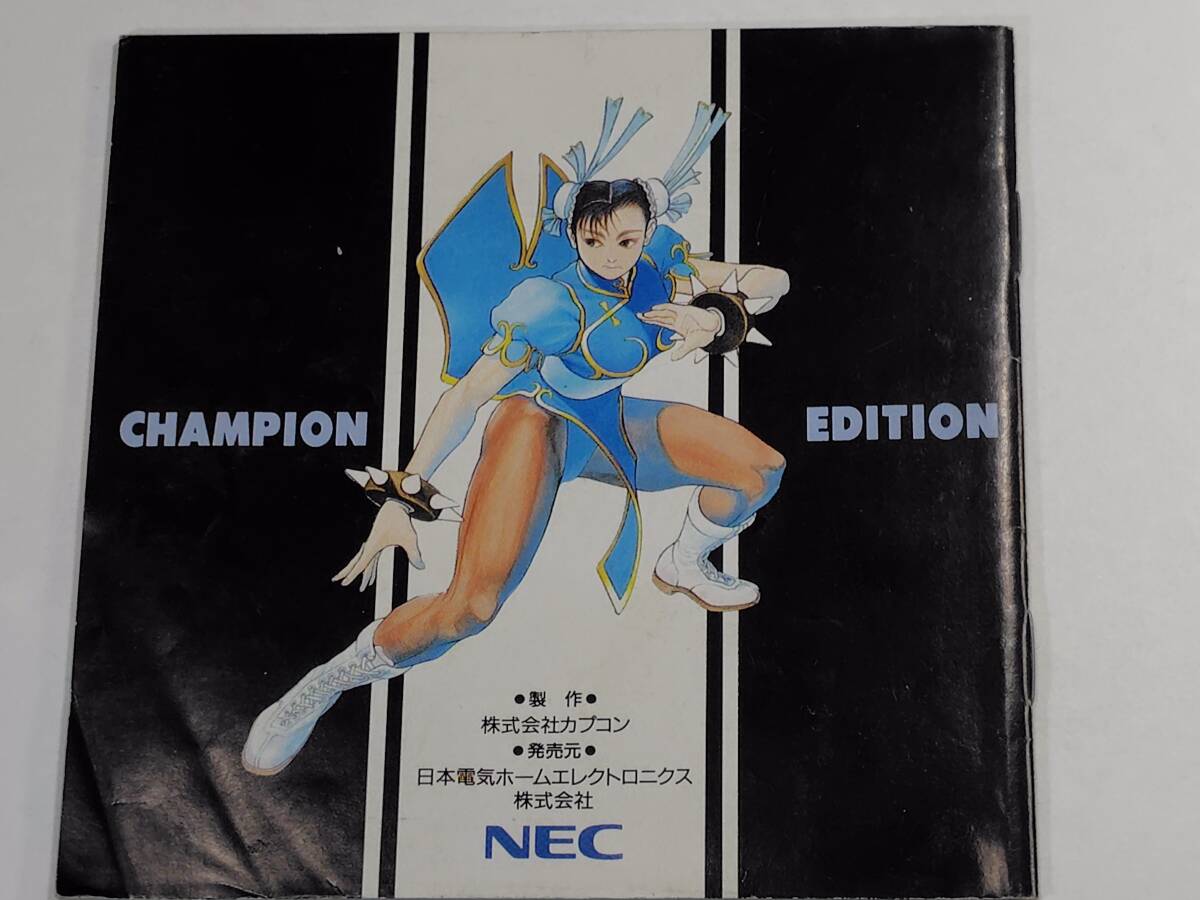 CHAMPION
EDITION
●製 作●
株式会社カプコン
●発売元●
日本電気ホームエレクトロニクス
株式会社
NEC